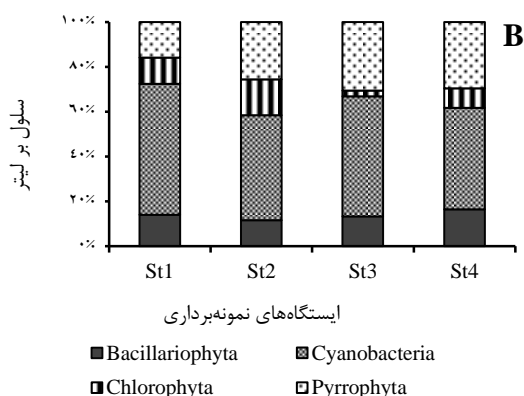 B
۱۰۰%
۸۰%
۶۰%
۴۰%
۲۰%
۰%
سلول بر لیتر
St1 St2 St3 St4
ایستگاه‌های نمونه‌برداری
Bacillariophyta Cyanobacteria
Chlorophyta Pyrrophyta